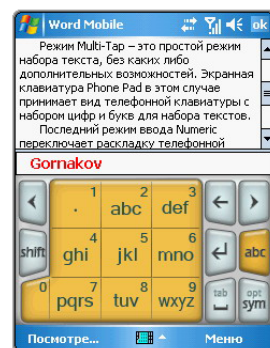 Word Mobile ok
Режим Multi-Tap – это простой режим
набора текста, без каких либо
дополнительных возможностей. Экранная
клавиатура Phone Pad в этом случае
принимает вид телефонной клавиатуры с
набором цифр и букв для набора текстов.
Последний режим ввода Numeric
переключает раскладку телефонной
Gornakov
. 1 abc 2 def 3
shift ghi 4 jkl 5 mno 6 abc
0 pqrs 7 tuv 8 wxyz 9 tab opt sym
Посмотре... Меню